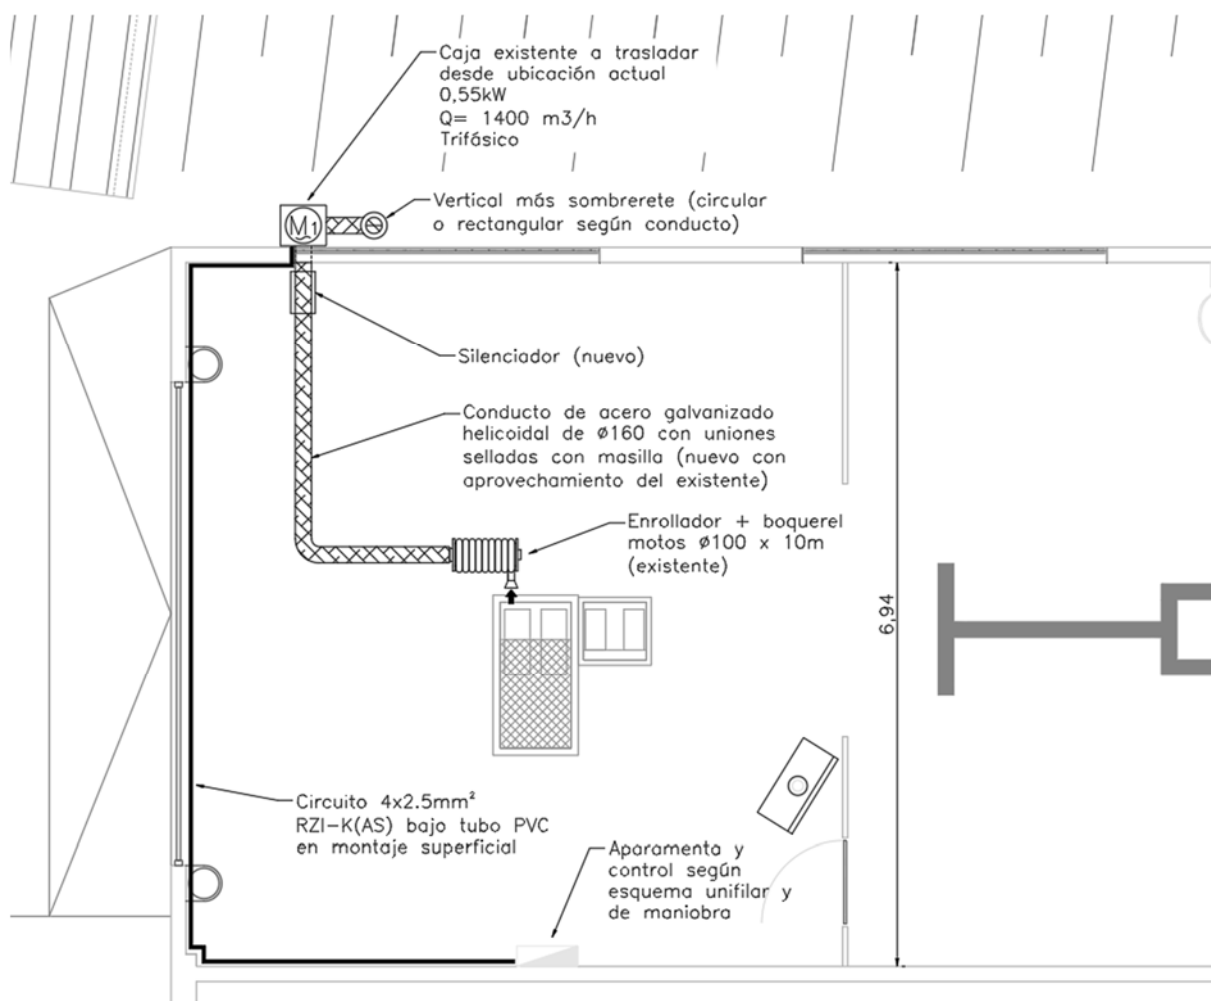 Caja existente a trasladar
desde ubicación actual
0,55kW
Q= 1400 m3/h
Trifásico
Vertical más sombrerete (circular
o rectangular según conducto)
M1
Silenciador (nuevo)
Conducto de acero galvanizado
helicoidal de ø160 con uniones
selladas con masilla (nuevo con
aprovechamiento del existente)
Enrollador + boquerel
motos ø100 x 10m
(existente)
6,94
Circuito 4x2.5mm²
RZI-K(AS) bajo tubo PVC
en montaje superficial
Aparamenta y
control según
esquema unifilar y
de maniobra